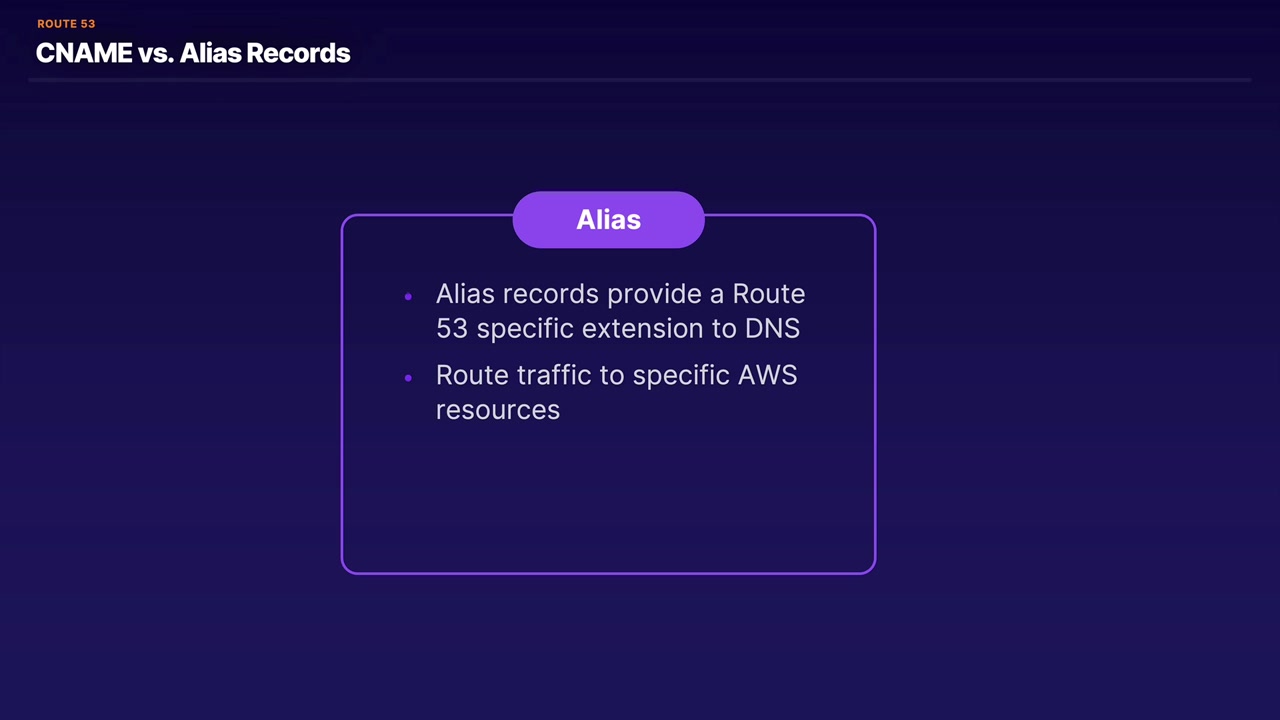 ROUTE 53
CNAME vs. Alias Records
Alias
Alias records provide a Route
53 specific extension to DNS
Route traffic to specific AWS
resources